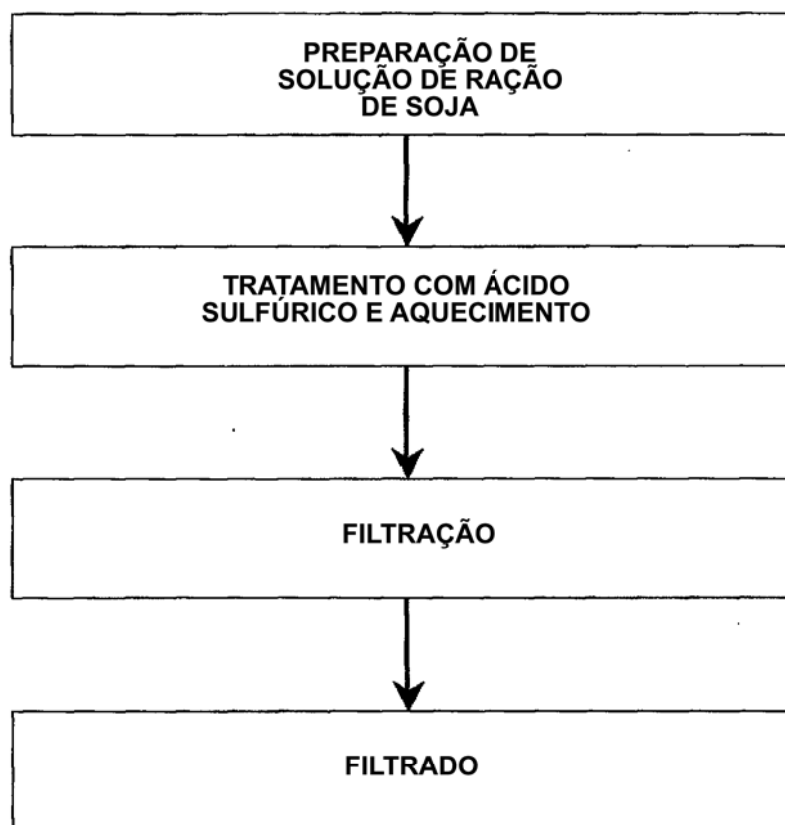 PREPARAÇÃO DE
SOLUÇÃO DE RAÇÃO
DE SOJA
TRATAMENTO COM ÁCIDO
SULFÚRICO E AQUECIMENTO
FILTRAÇÃO
FILTRADO